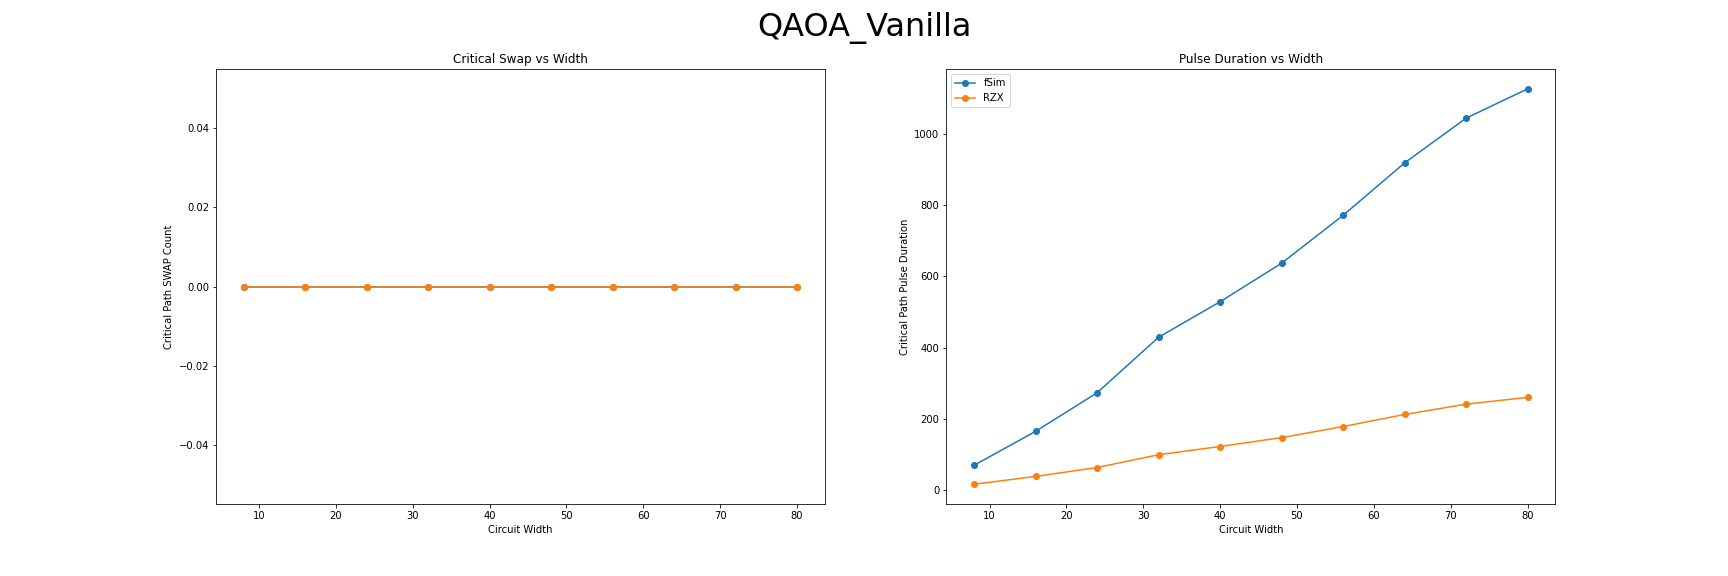 QAOA_Vanilla
Critical Swap vs Width
0.04
0.02
0.00
−0.02
−0.04
Critical Path SWAP Count
10 20 30 40 50 60 70 80
Circuit Width
Pulse Duration vs Width
fSim
RZX
1000
800
600
400
200
0
Critical Path Pulse Duration
10 20 30 40 50 60 70 80
Circuit Width